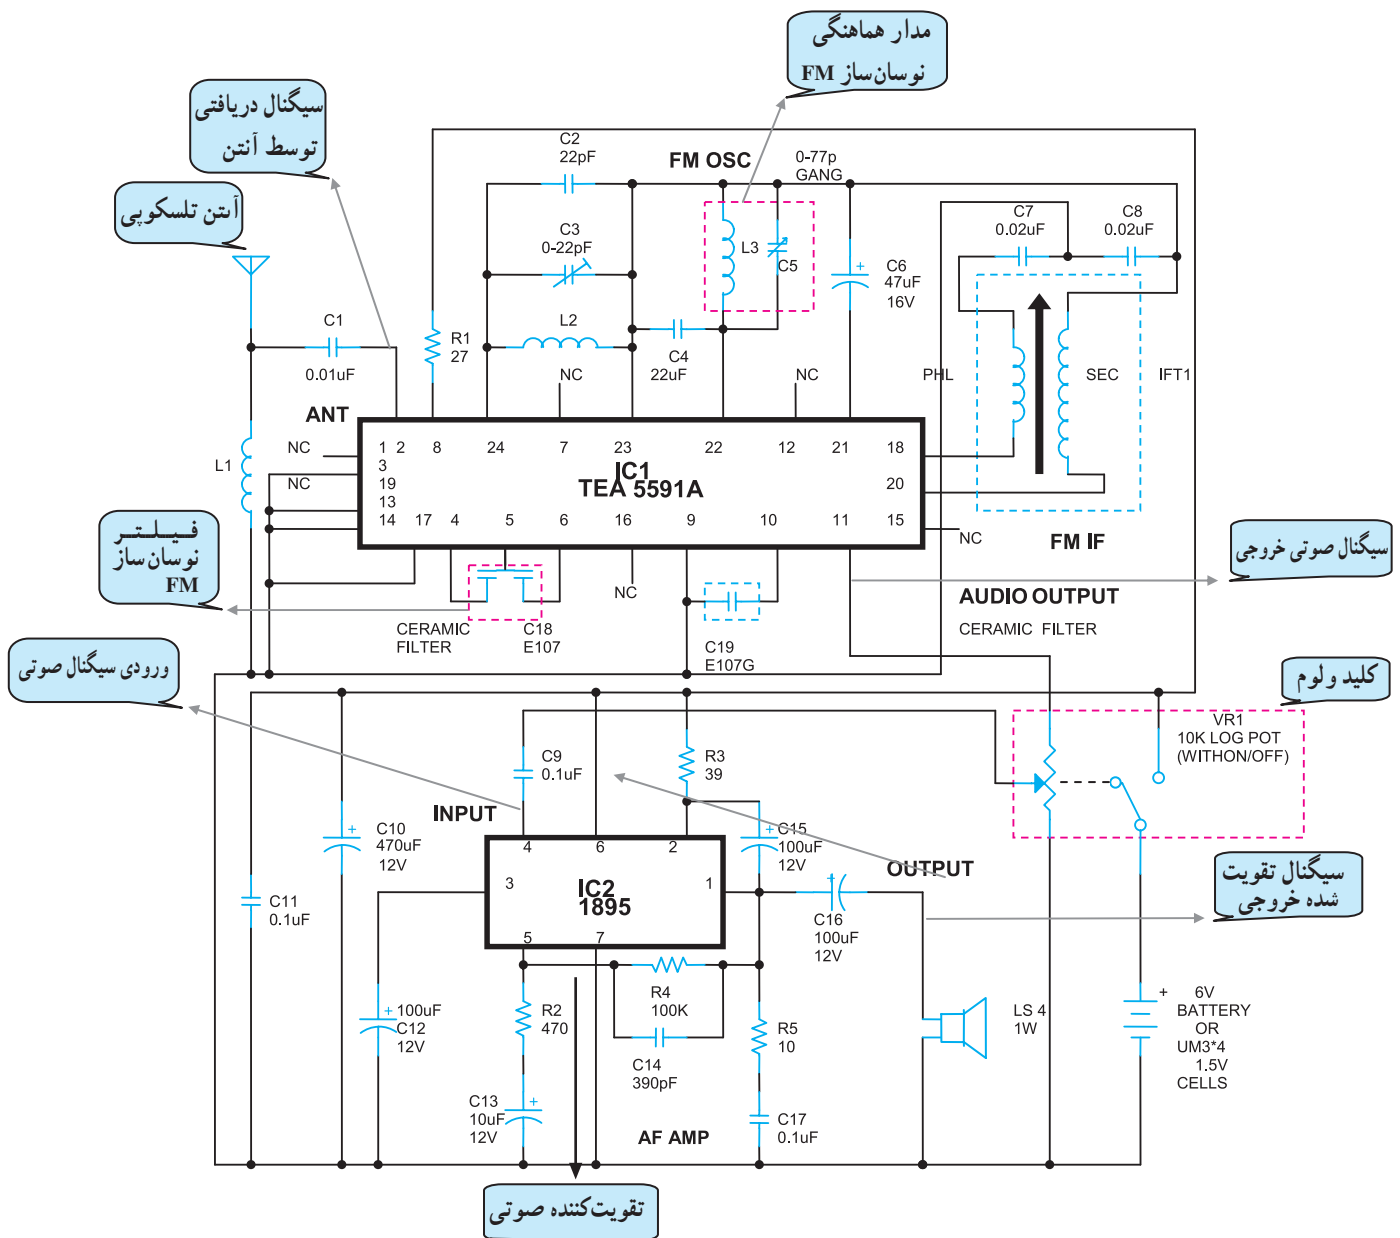 مدار هماهنگی
نوسان‌ساز FM
سیگنال دریافتی
توسط آنتن
آنتن تلسکوپی
C2
22pF
FM OSC
0-77p
GANG
C3
0-22pF
L3
C5
C6
47uF
16V
C7
0.02uF
C8
0.02uF
C1
0.01uF
R1
27
L2
C4
22uF
NC
NC
PHL
SEC
IFT1
ANT
NC
NC
L1
1 2 8 24 7 23 22 12 21 18
3
19
13
14 17 4 5 6 16 9 10 11 15
20
IC1
TEA 5591A
NC
NC
FM IF
فیلتر
نوسان‌ساز
FM
سیگنال صوتی خروجی
CERAMIC
FILTER
C18
E107
C19
E107G
AUDIO OUTPUT
CERAMIC FILTER
ورودی سیگنال صوتی
کلید ولوم
VR1
10K LOG POT
(WITHON/OFF)
C9
0.1uF
R3
39
INPUT
C10
470uF
12V
C15
100uF
12V
OUTPUT
C11
0.1uF
4 6 2
3 1
5 7
IC2
1895
C16
100uF
12V
سیگنال تقویت
شده خروجی
100uF
C12
12V
R2
470
R4
100K
C14
390pF
R5
10
LS 4
1W
+ 6V
BATTERY
OR
UM3*4
1.5V
CELLS
C13
10uF
12V
C17
0.1uF
AF AMP
تقویت‌کننده صوتی